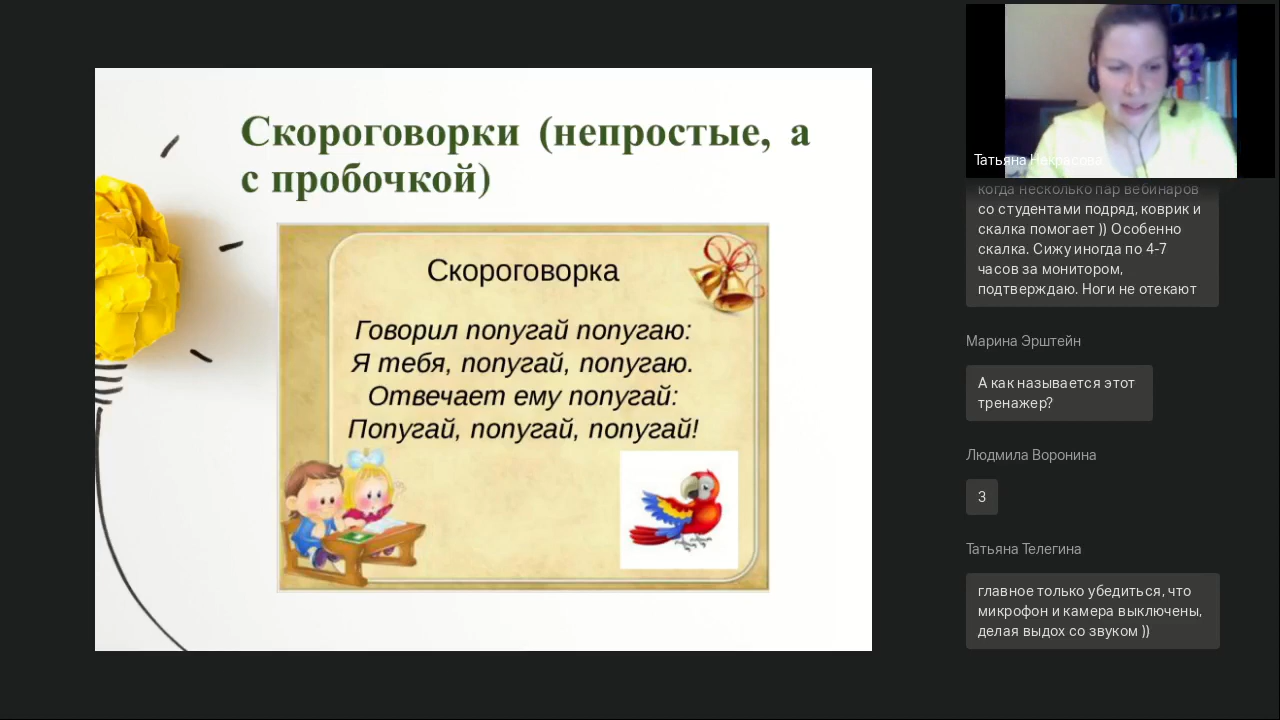 Скороговорки (непростые, а
с пробочкой)
Скороговорка
Говорил попугай попугаю:
Я тебя, попугай, попугаю.
Отвечает ему попугай:
Попугай, попугай, попугай!
Татьяна Некрасова
когда несколько пар вебинаров
со студентами подряд, коврик и
скалка помогает )) Особенно
скалка. Сижу иногда по 4-7
часов за монитором,
подтверждаю. Ноги не отекают
Марина Эрштейн
А как называется этот
тренажер?
Людмила Воронина
3
Татьяна Телегина
главное только убедиться, что
микрофон и камера выключены,
делая выдох со звуком ))